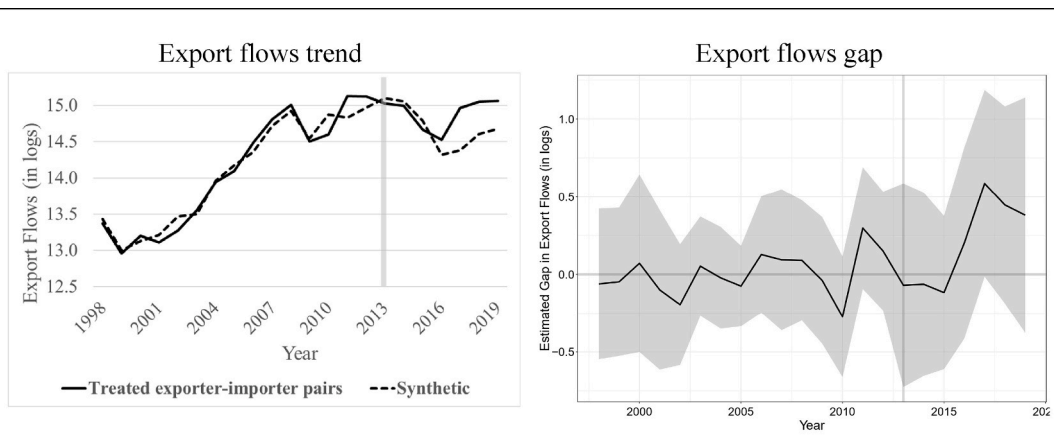 Export flows trend
Export Flows (in logs)
15.0
14.5
14.0
13.5
13.0
12.5
1998
2001
2004
2007
2010
2013
2016
2019
Year
Treated exporter-importer pairs
Synthetic
Export flows gap
Estimated Gap in Export Flows (in logs)
1.0
0.5
0.0
−0.5
2000
2005
2010
2015
202
Year